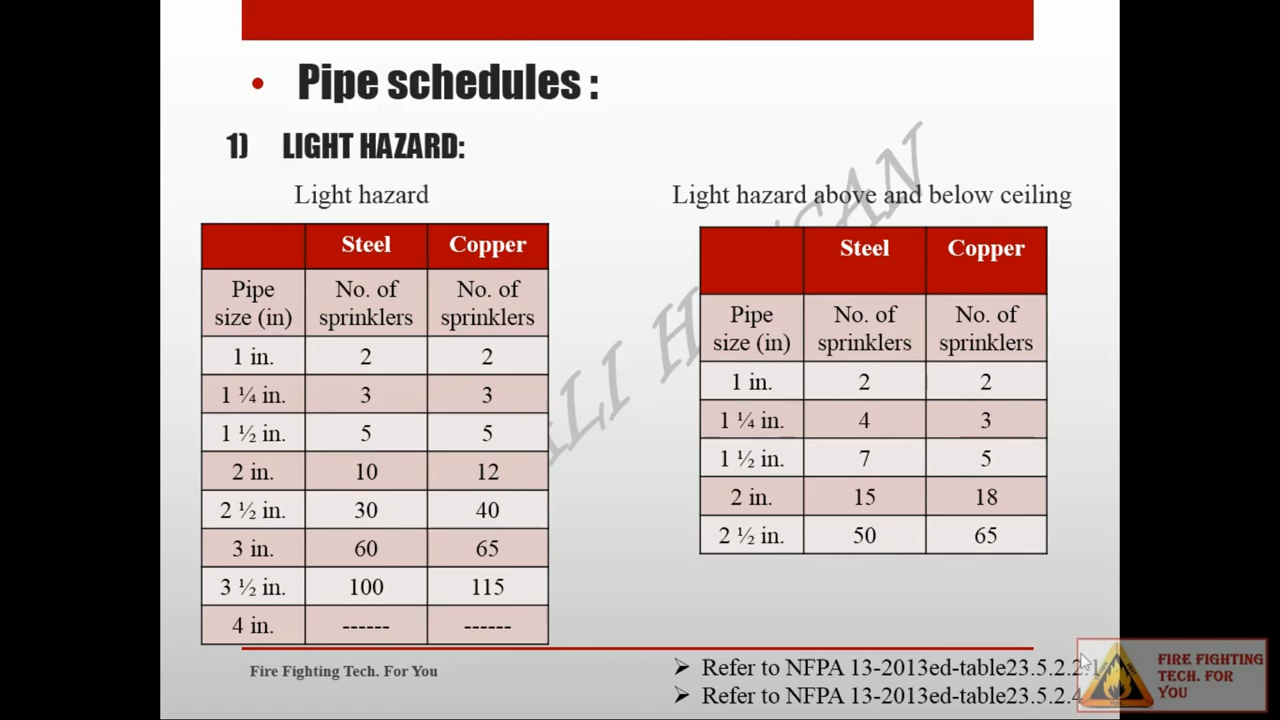 • Pipe schedules :
1) LIGHT HAZARD:
Light hazard
Steel Copper
Pipe size (in) No. of sprinklers No. of sprinklers
1 in. 2 2
1 ¼ in. 3 3
1 ½ in. 5 5
2 in. 10 12
2 ½ in. 30 40
3 in. 60 65
3 ½ in. 100 115
4 in. ------ ------
Light hazard above and below ceiling
Steel Copper
Pipe size (in) No. of sprinklers No. of sprinklers
1 in. 2 2
1 ¼ in. 4 3
1 ½ in. 7 5
2 in. 15 18
2 ½ in. 50 65
ALI
Fire Fighting Tech. For You
➢ Refer to NFPA 13-2013ed-table23.5.2.2.1
➢ Refer to NFPA 13-2013ed-table23.5.2.4
FIRE FIGHTING
TECH. FOR
YOU